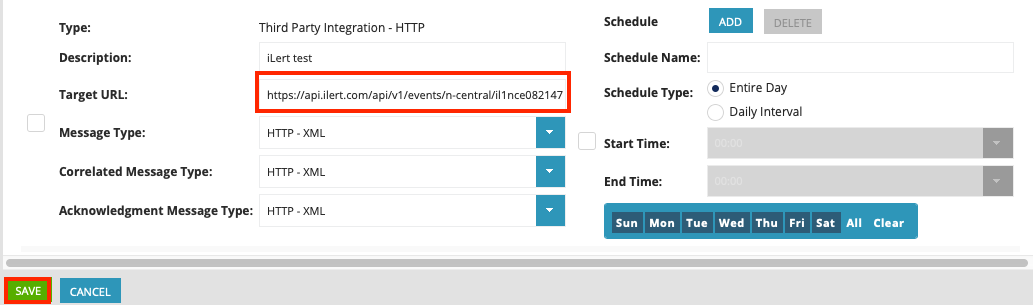 Type: Third Party Integration - HTTP
Description: iLert test
Target URL: https://api.ilert.com/api/v1/events/n-central/il1nce082147
Message Type: HTTP - XML
Correlated Message Type: HTTP - XML
Acknowledgment Message Type: HTTP - XML
Schedule ADD DELETE
Schedule Name:
Schedule Type: Entire Day
Daily Interval
Start Time: 00:00
End Time: 00:00
Sun Mon Tue Wed Thu Fri Sat All Clear
SAVE CANCEL